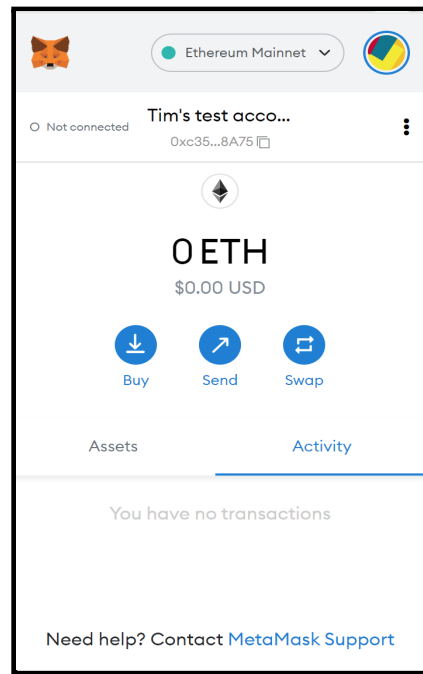 Ethereum Mainnet
Not connected
Tim's test acco...
0xc35...8A75
0 ETH
$0.00 USD
Buy Send Swap
Assets Activity
You have no transactions
Need help? Contact MetaMask Support